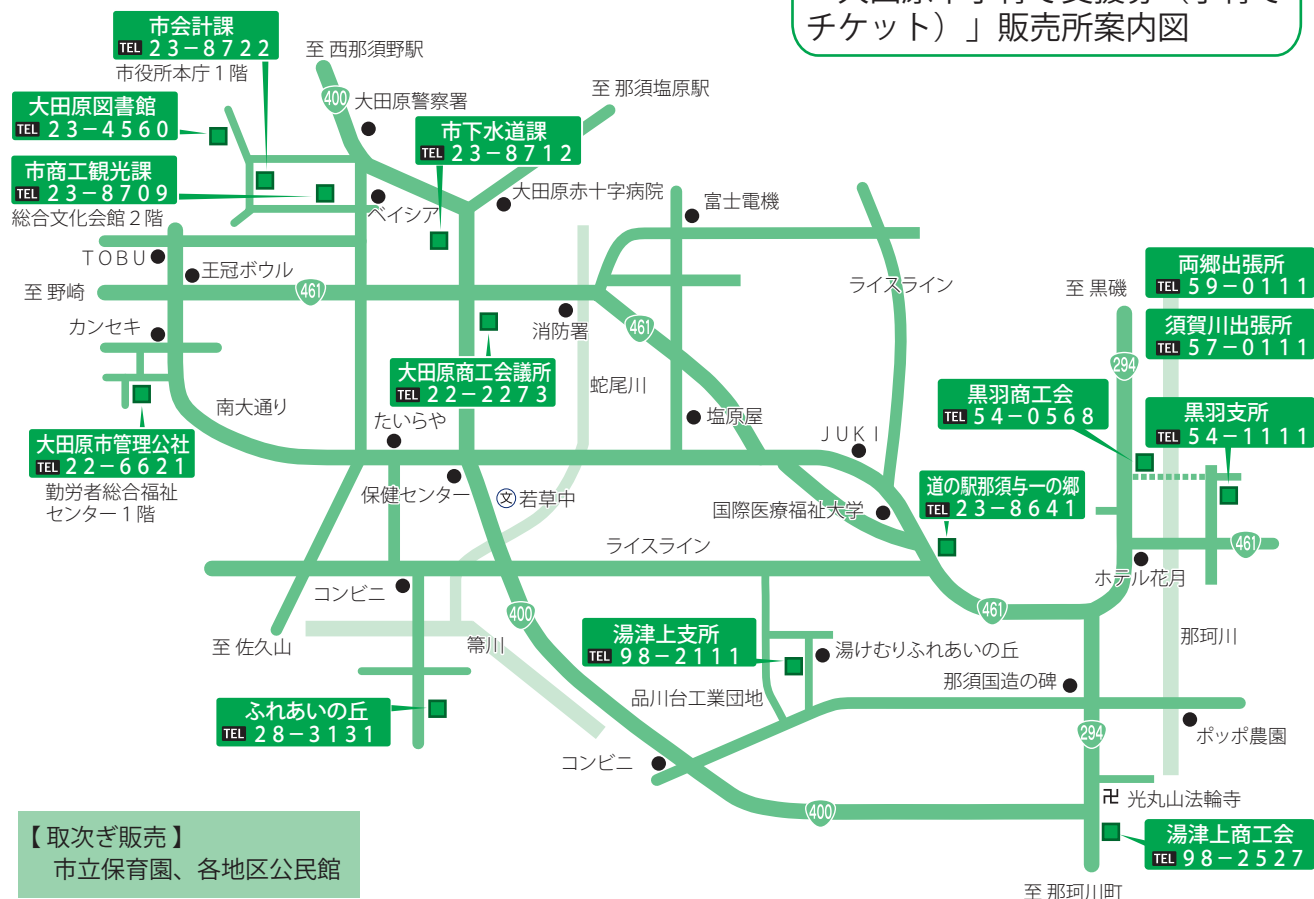 チケット）」販売所案内図
市会計課
TEL 23−8722
市役所本庁1階
至 西那須野駅
400
大田原警察署
至 那須塩原駅
大田原図書館
TEL 23−4560
市下水道課
TEL 23−8712
市商工観光課
TEL 23−8709
総合文化会館2階
ベイシア
大田原赤十字病院
富士電機
TOBU
王冠ボウル
至 野崎
461
ライスライン
至 黒磯
両郷出張所
TEL 59−0111
カンセキ
消防署
461
須賀川出張所
TEL 57−0111
294
大田原商工会議所
TEL 22−2273
蛇尾川
黒羽商工会
TEL 54−0568
黒羽支所
TEL 54−1111
南大通り
たいらや
塩原屋
JUKI
大田原市管理公社
TEL 22−6621
勤労者総合福祉
センター1階
保健センター
文
若草中
国際医療福祉大学
道の駅那須与一の郷
TEL 23−8641
ライスライン
461
ホテル花月
コンビニ
400
461
至 佐久山
箒川
湯津上支所
TEL 98−2111
湯けむりふれあいの丘
那珂川
品川台工業団地
那須国造の碑
ふれあいの丘
TEL 28−3131
コンビニ
294
ポッポ農園
400
卍 光丸山法輪寺
湯津上商工会
TEL 98−2527
至 那珂川町
【取次ぎ販売】
市立保育園、各地区公民館